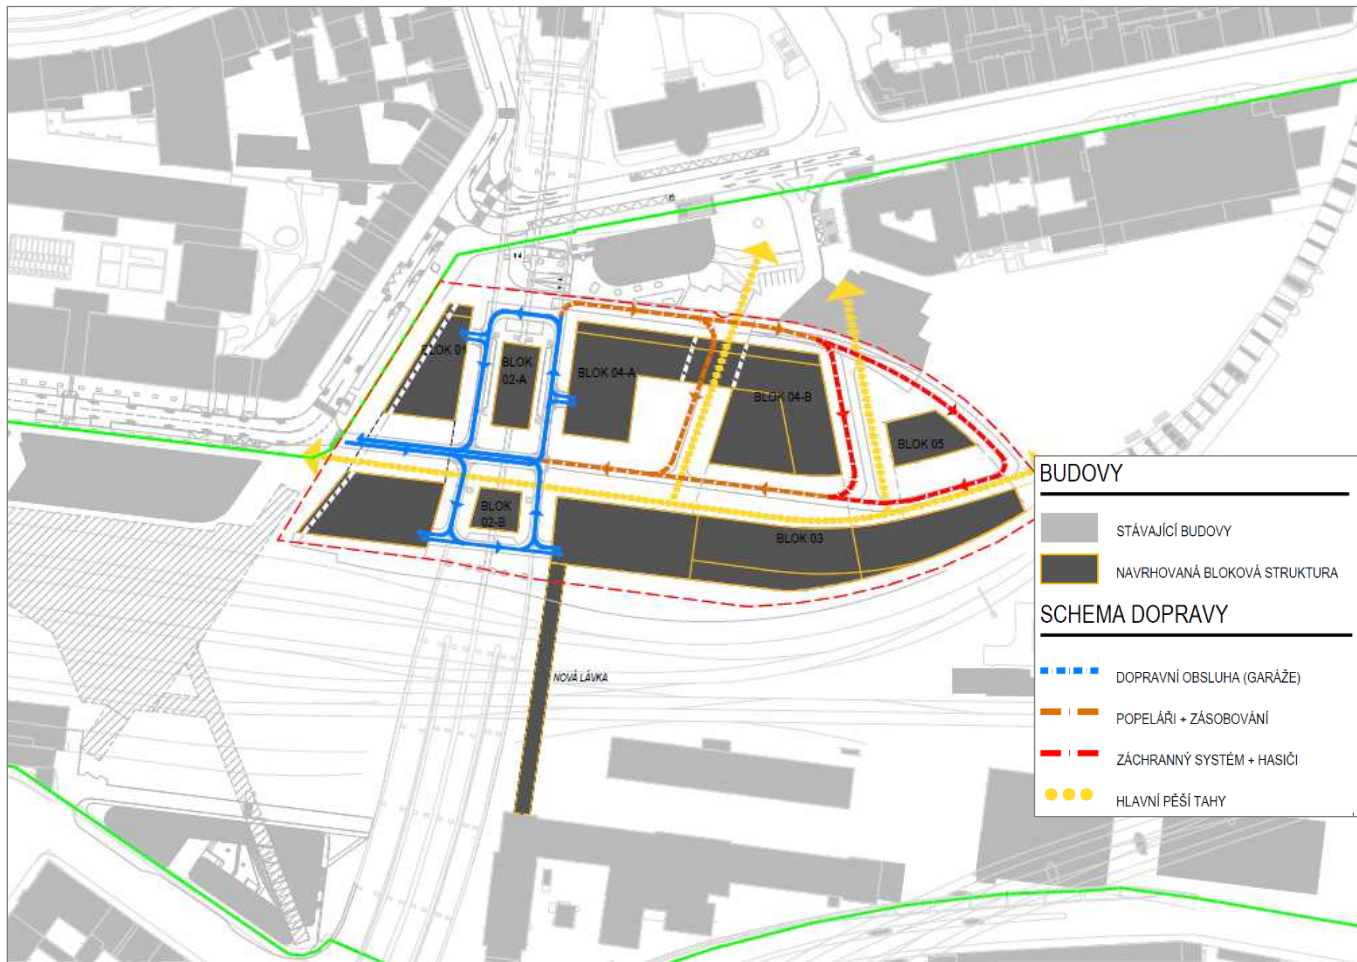 BLOK 01
BLOK
02-A
BLOK 04-A
BLOK 04-B
BLOK 05
BLOK
02-B
BLOK 03
NOVÁ LÁVKA
BUDOVY
STÁVAJÍCÍ BUDOVY
NAVRHOVANÁ BLOKOVÁ STRUKTURA
SCHEMA DOPRAVY
DOPRAVNÍ OBSLUHA (GARÁŽE)
POPELÁŘI + ZÁSOBOVÁNÍ
ZÁCHRANNÝ SYSTÉM + HASIČI
HLAVNÍ PĚŠÍ TAHY